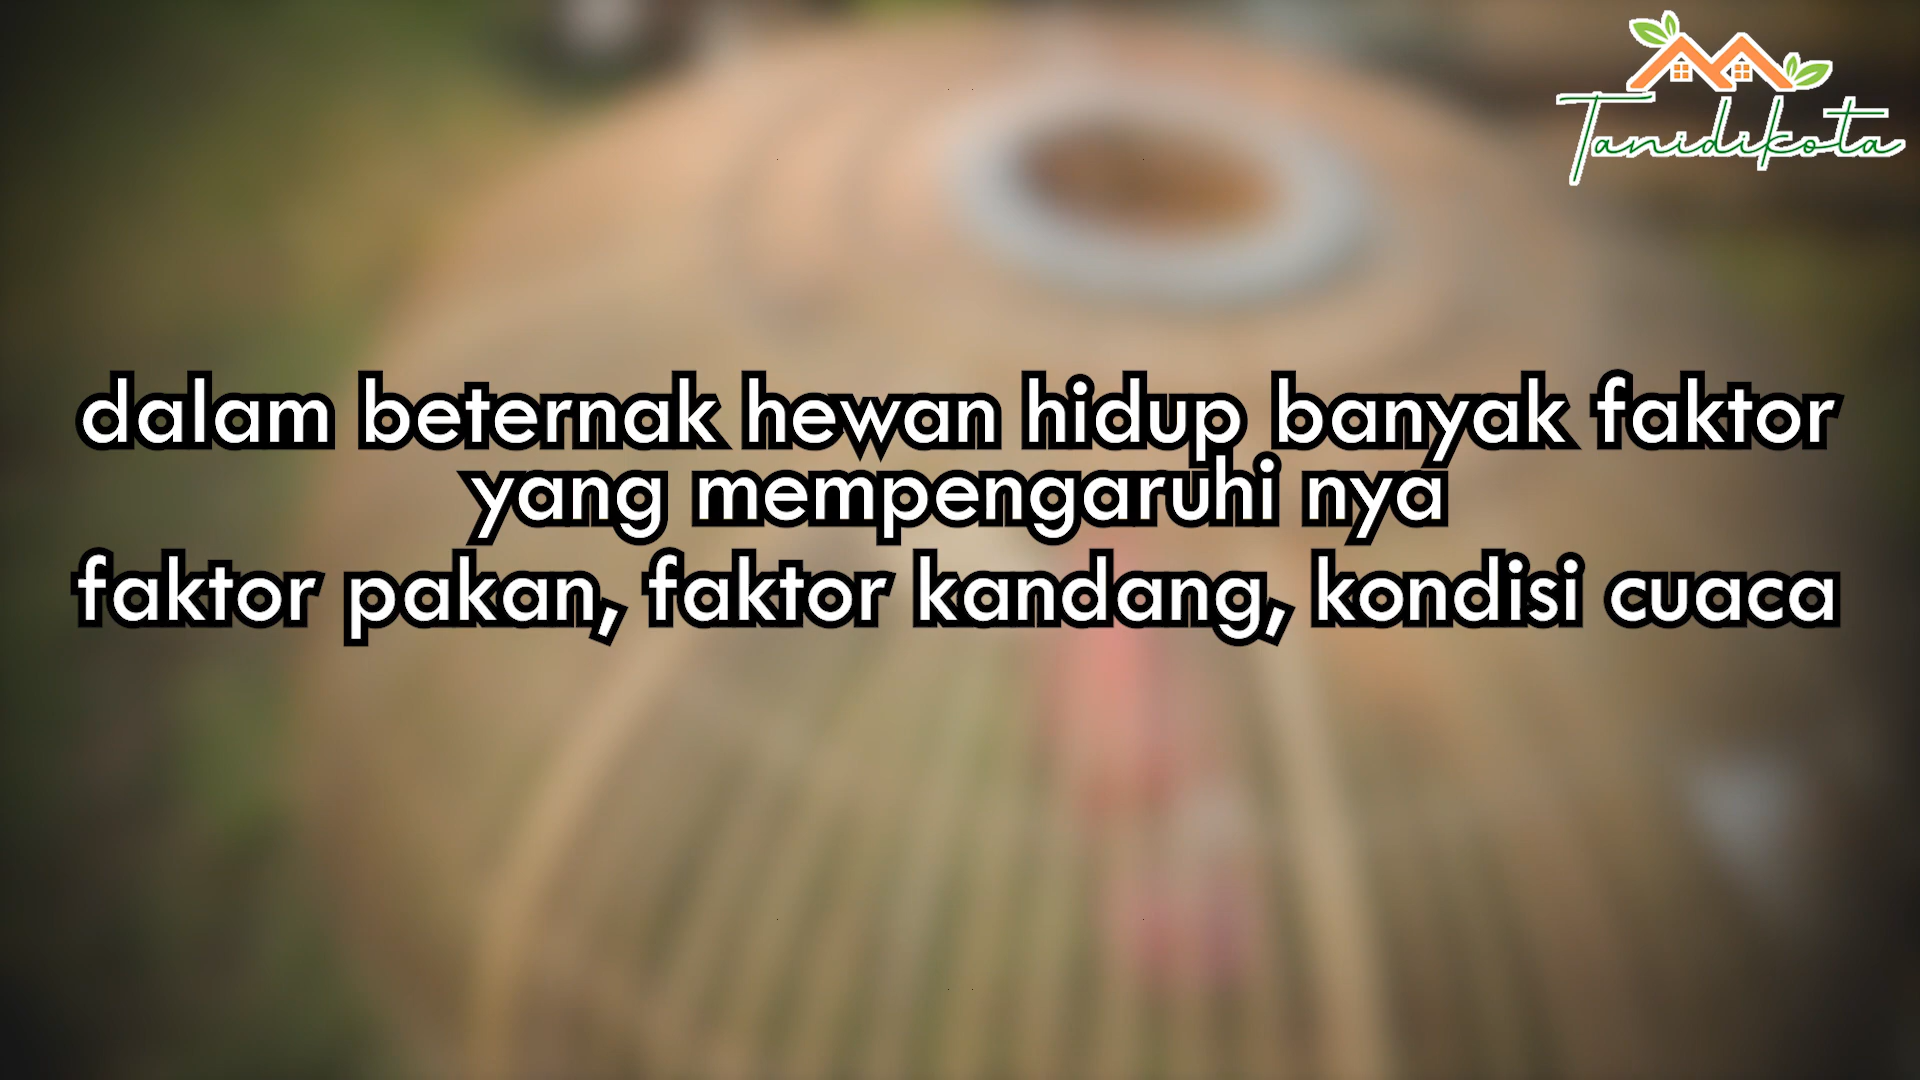 Tanidikota
dalam beternak hewan hidup banyak faktor
yang mempengaruhi nya
faktor pakan, faktor kandang, kondisi cuaca